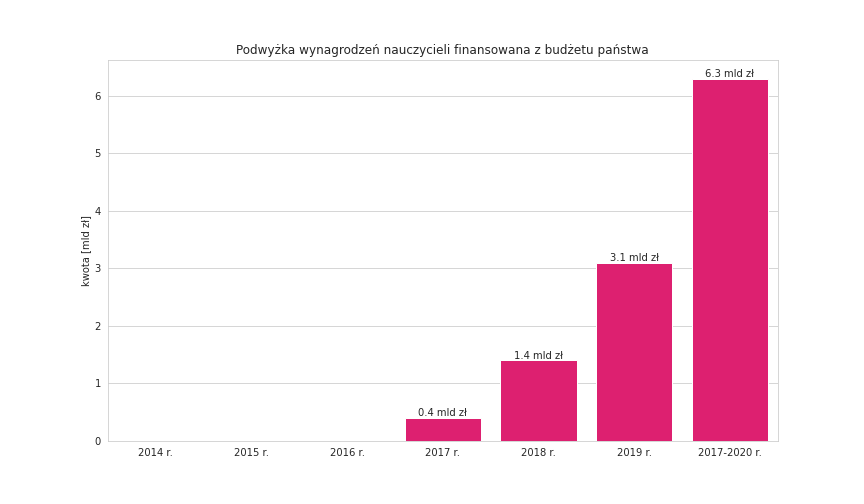 Podwyżka wynagrodzeń nauczycieli finansowana z budżetu państwa
6.3 mld zł
6
5
4
kwota [mld zł]
3.1 mld zł
3
2
1.4 mld zł
1
0.4 mld zł
0
2014 r. 2015 r. 2016 r. 2017 r. 2018 r. 2019 r. 2017-2020 r.